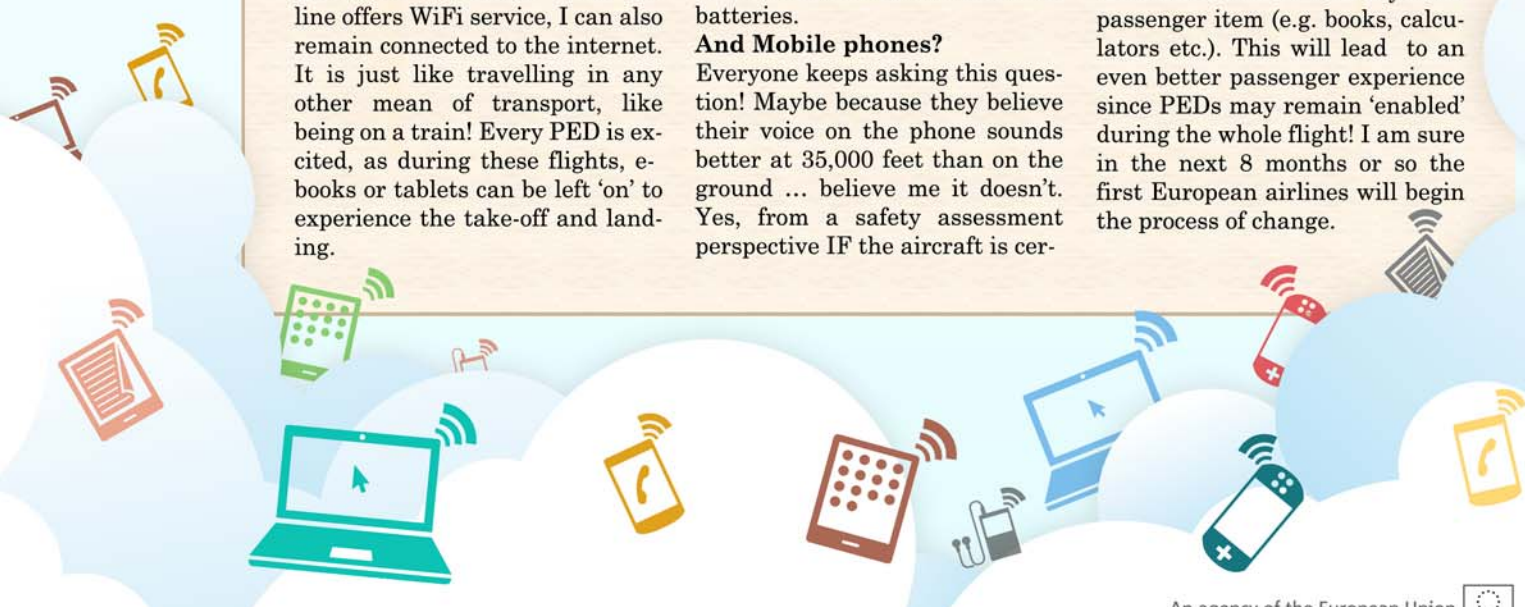 line offers WiFi service, I can also
remain connected to the internet.
It is just like travelling in any
other mean of transport, like
being on a train! Every PED is ex-
cited, as during these flights, e-
books or tablets can be left ‘on’ to
experience the take-off and land-
ing.
batteries.
And Mobile phones?
Everyone keeps asking this ques-
tion! Maybe because they believe
their voice on the phone sounds
better at 35,000 feet than on the
ground … believe me it doesn’t.
Yes, from a safety assessment
perspective IF the aircraft is cer-
passenger item (e.g. books, calcu-
lators etc.). This will lead to an
even better passenger experience
since PEDs may remain ‘enabled’
during the whole flight! I am sure
in the next 8 months or so the
first European airlines will begin
the process of change.
An agency of the European Union